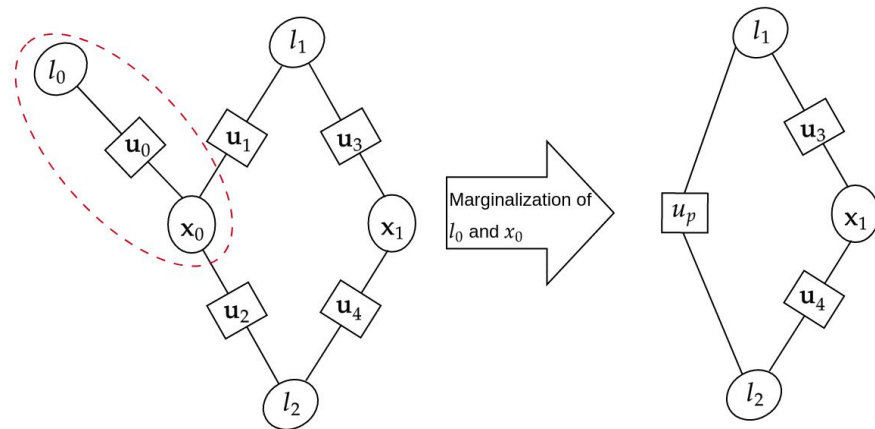 l₁
l₁
l₀
u₀
u₁
u₃
u₃
Marginalization of
l₀ and x₀
x₀
x₁
u_p
x₁
u₂
u₄
u₄
l₂
l₂